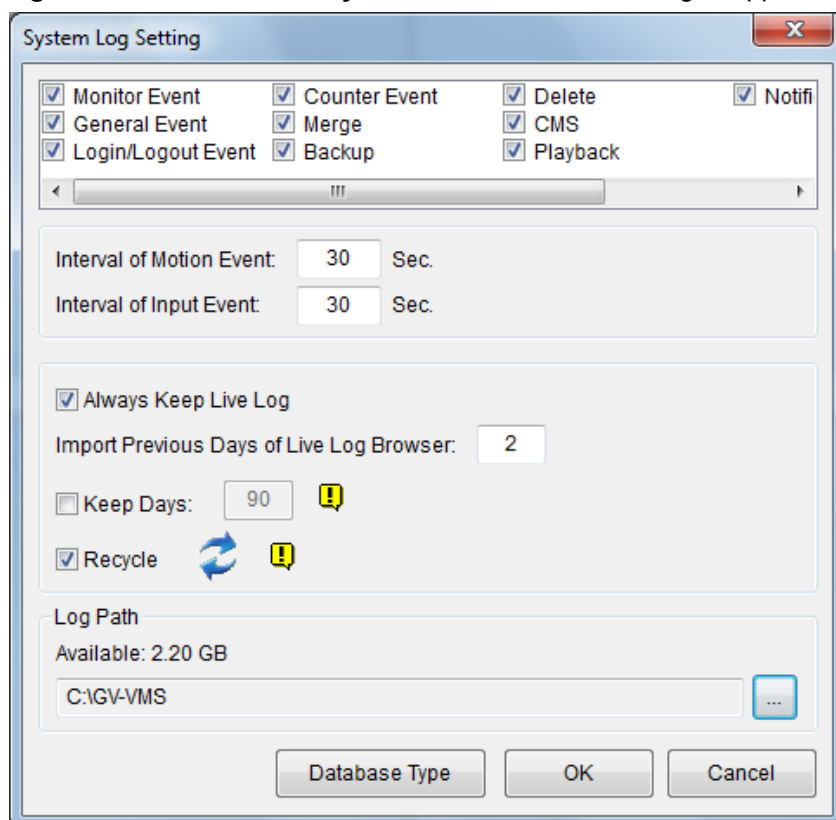 System Log Setting
Monitor Event Counter Event Delete Notifi
General Event Merge CMS
Login/Logout Event Backup Playback
Interval of Motion Event: 30 Sec.
Interval of Input Event: 30 Sec.
Always Keep Live Log
Import Previous Days of Live Log Browser: 2
Keep Days: 90
Recycle
Log Path
Available: 2.20 GB
C:\GV-VMS ...
Database Type OK Cancel